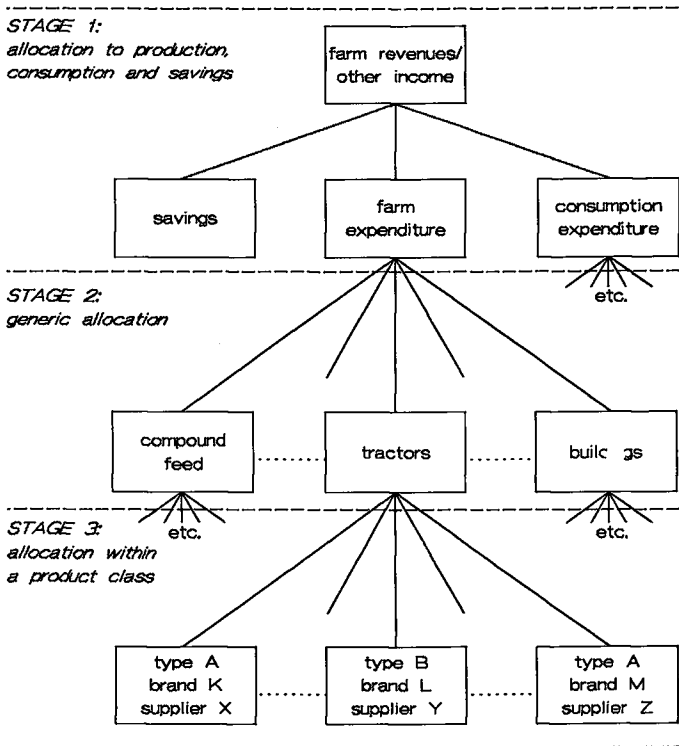 STAGE 1:
allocation to production,
consumption and savings
farm revenues/
other income
savings
farm
expenditure
consumption
expenditure
etc.
STAGE 2:
generic allocation
compound
feed
tractors
etc.
etc.
STAGE 3:
allocation within
a product class
type A
brand K
supplier X
type B
brand L
supplier Y
type A
brand M
supplier Z